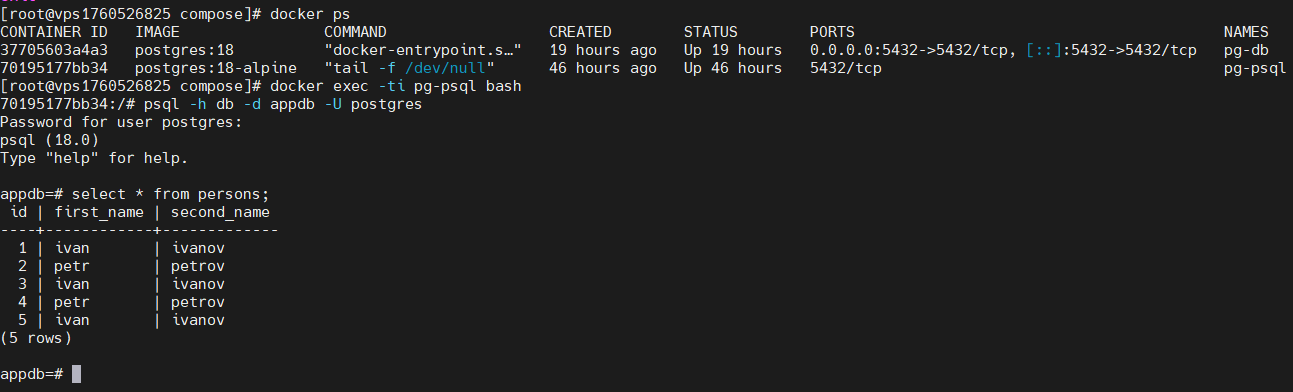 [root@vps1760526825 compose]# docker ps
CONTAINER ID   IMAGE                COMMAND                  CREATED        STATUS        PORTS                                         NAMES
37705603a4a3   postgres:18          "docker-entrypoint.s…"   19 hours ago   Up 19 hours   0.0.0.0:5432->5432/tcp, [::]:5432->5432/tcp   pg-db
70195177bb34   postgres:18-alpine   "tail -f /dev/null"      46 hours ago   Up 46 hours   5432/tcp                                      pg-psql
[root@vps1760526825 compose]# docker exec -ti pg-psql bash
70195177bb34:/# psql -h db -d appdb -U postgres
Password for user postgres:
psql (18.0)
Type "help" for help.
appdb=# select * from persons;
 id | first_name | second_name
----+------------+-------------
  1 | ivan       | ivanov
  2 | petr       | petrov
  3 | ivan       | ivanov
  4 | petr       | petrov
  5 | ivan       | ivanov
(5 rows)
appdb=#